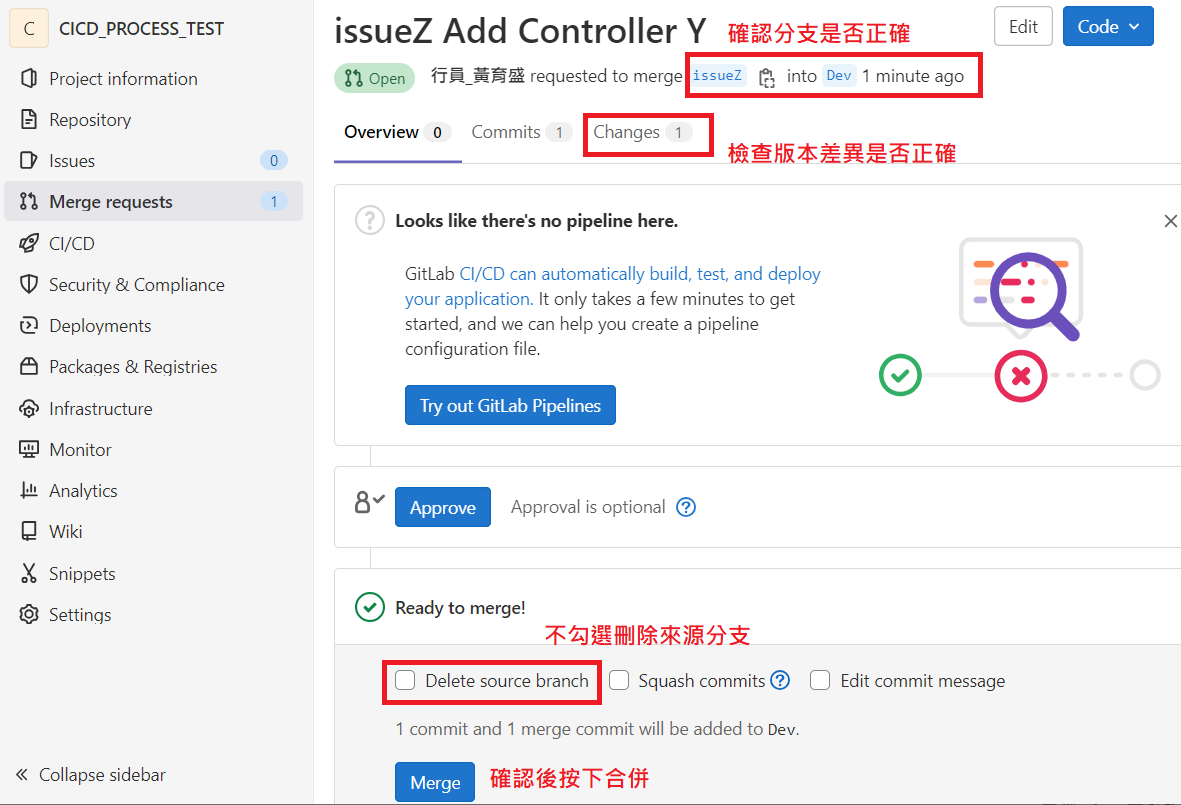 C CICD_PROCESS_TEST
Project information
Repository
Issues 0
Merge requests 1
CI/CD
Security & Compliance
Deployments
Packages & Registries
Infrastructure
Monitor
Analytics
Wiki
Snippets
Settings
Collapse sidebar
issueZ Add Controller Y 確認分支是否正確 Edit Code
Open 行員_黃育盛 requested to merge issueZ into Dev 1 minute ago
Overview 0 Commits 1 Changes 1
檢查版本差異是否正確
Looks like there's no pipeline here.
GitLab CI/CD can automatically build, test, and deploy
your application. It only takes a few minutes to get
started, and we can help you create a pipeline
configuration file.
Try out GitLab Pipelines
Approve Approval is optional
Ready to merge!
不勾選刪除來源分支
Delete source branch Squash commits Edit commit message
1 commit and 1 merge commit will be added to Dev.
Merge 確認後按下合併